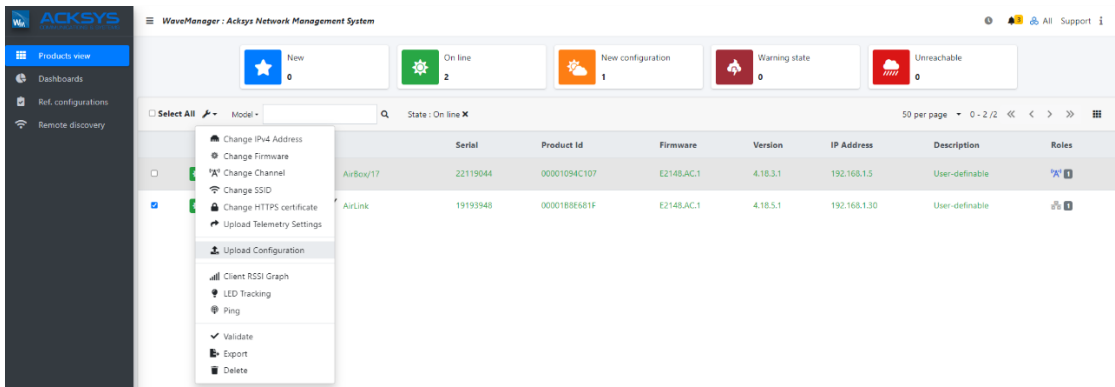 WM ACKSYS
WaveManager : Acksys Network Management System
3 All Support i
Products view
Dashboards
Ref. configurations
Remote discovery
New
0
On line
2
New configuration
1
Warning state
0
Unreachable
0
Select All Model State : On line 50 per page 0 - 2 /2
Change IPv4 Address
Change Firmware
Change Channel
Change SSID
Change HTTPS certificate
Upload Telemetry Settings
Upload Configuration
Client RSSI Graph
LED Tracking
Ping
Validate
Export
Delete
Serial Product Id Firmware Version IP Address Description Roles
AirBox/17 22119044 00001094C107 E2148.AC.1 4.18.3.1 192.168.1.5 User-definable 1
AirLink 19193948 00001B8E681F E2148.AC.1 4.18.5.1 192.168.1.30 User-definable 1